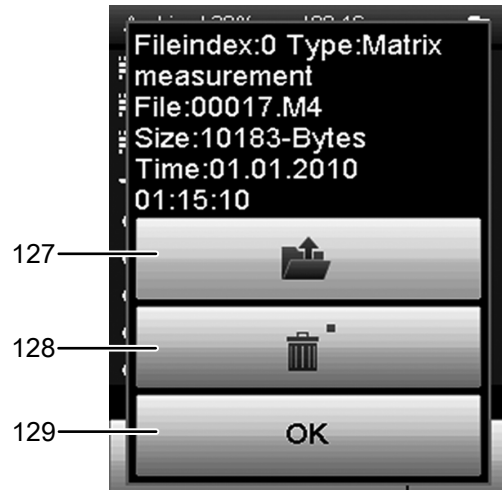 Fileindex:0 Type:Matrix
measurement
File:00017.M4
Size:10183-Bytes
Time:01.01.2010
01:15:10
127
128
129 OK